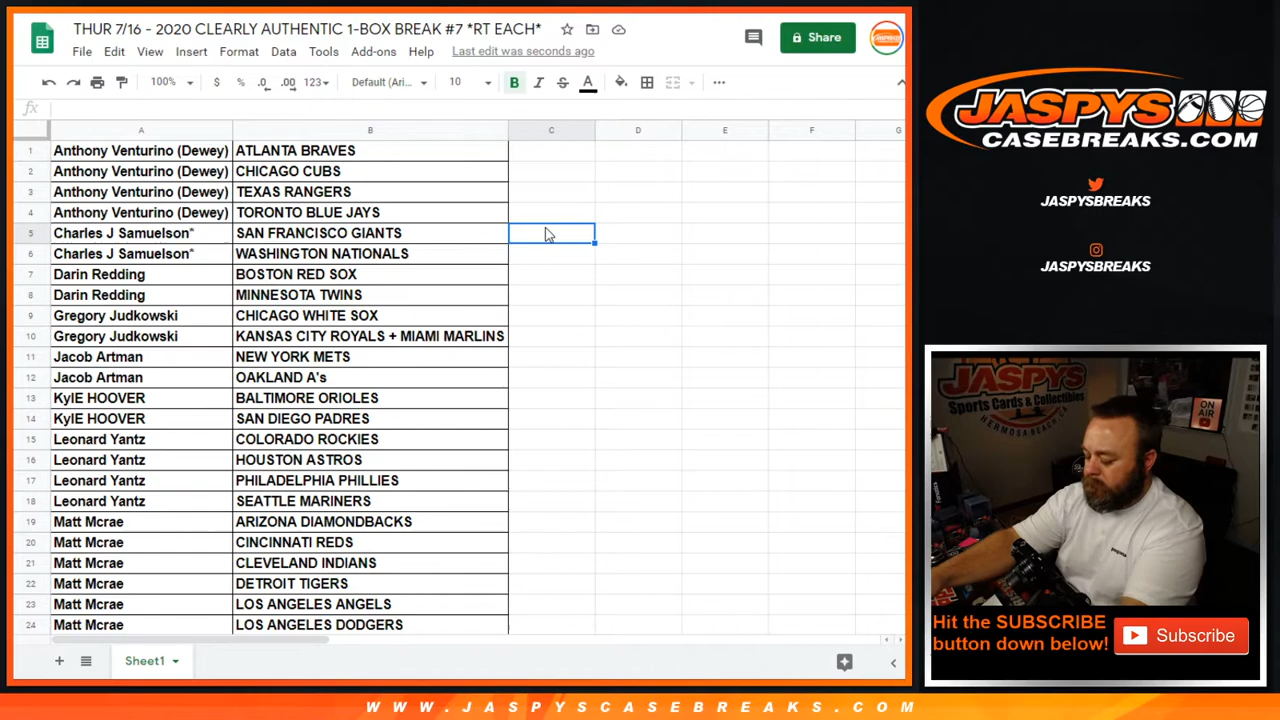 THUR 7/16 - 2020 CLEARLY AUTHENTIC 1-BOX BREAK #7 *RT EACH*
File Edit View Insert Format Data Tools Add-ons Help Last edit was seconds ago
Share
100% $ % .0 .00 123 Default (Ari... 10 B I S A
fx
A B C D E F G
1 Anthony Venturino (Dewey) ATLANTA BRAVES
2 Anthony Venturino (Dewey) CHICAGO CUBS
3 Anthony Venturino (Dewey) TEXAS RANGERS
4 Anthony Venturino (Dewey) TORONTO BLUE JAYS
5 Charles J Samuelson* SAN FRANCISCO GIANTS
6 Charles J Samuelson* WASHINGTON NATIONALS
7 Darin Redding BOSTON RED SOX
8 Darin Redding MINNESOTA TWINS
9 Gregory Judkowski CHICAGO WHITE SOX
10 Gregory Judkowski KANSAS CITY ROYALS + MIAMI MARLINS
11 Jacob Artman NEW YORK METS
12 Jacob Artman OAKLAND A's
13 KylE HOOVER BALTIMORE ORIOLES
14 KylE HOOVER SAN DIEGO PADRES
15 Leonard Yantz COLORADO ROCKIES
16 Leonard Yantz HOUSTON ASTROS
17 Leonard Yantz PHILADELPHIA PHILLIES
18 Leonard Yantz SEATTLE MARINERS
19 Matt Mcrae ARIZONA DIAMONDBACKS
20 Matt Mcrae CINCINNATI REDS
21 Matt Mcrae CLEVELAND INDIANS
22 Matt Mcrae DETROIT TIGERS
23 Matt Mcrae LOS ANGELES ANGELS
24 Matt Mcrae LOS ANGELES DODGERS
Sheet1
JASPYS
CASEBREAKS.COM
JASPYSBREAKS
JASPYSBREAKS
JASPYS
Sports Cards & Collectibles
HERMOSA BEACH, CA
ON AIR
Hit the SUBSCRIBE
button down below!
Subscribe
WWW.JASPYSCASEBREAKS.COM